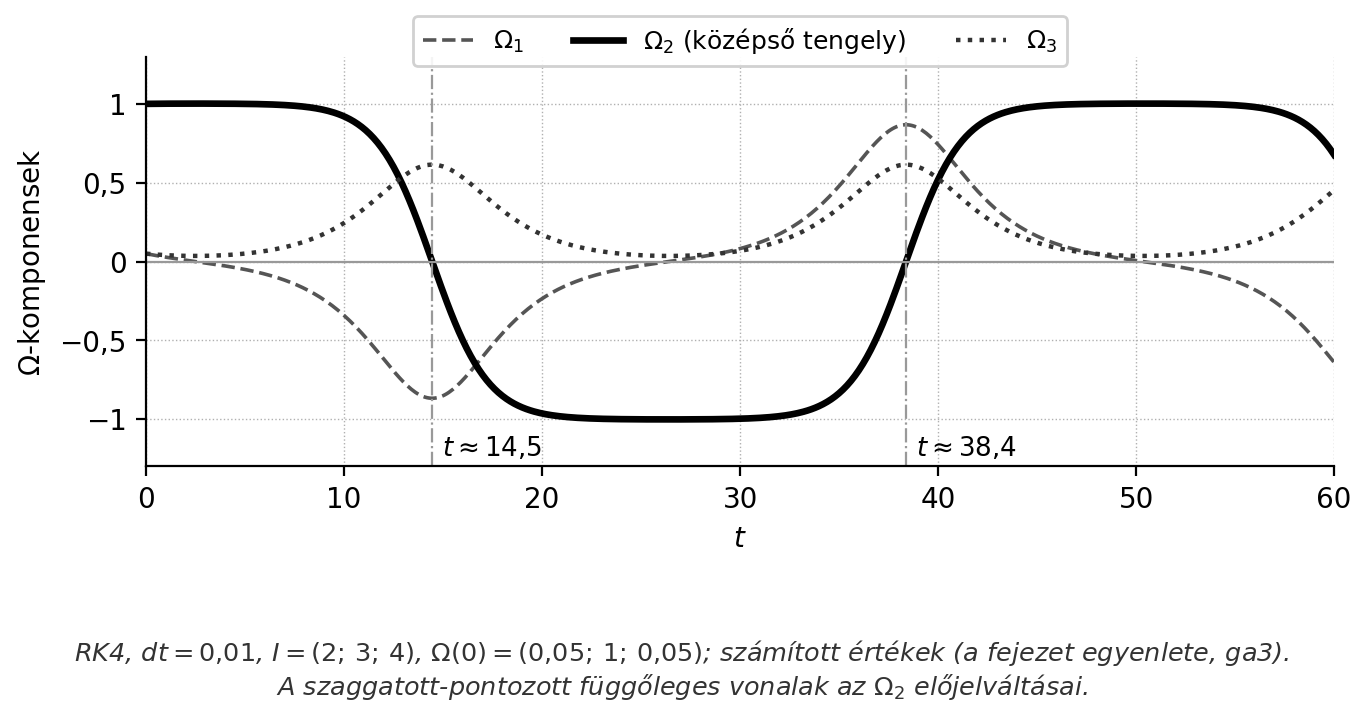 Ω₁ Ω₂ (középső tengely) Ω₃
Ω-komponensek
1
0,5
0
−0,5
−1
t ≈ 14,5 t ≈ 38,4
0 10 20 30 40 50 60
t
RK4, dt = 0,01, I = (2; 3; 4), Ω(0) = (0,05; 1; 0,05); számított értékek (a fejezet egyenlete, ga3).
A szaggatott-pontozott függőleges vonalak az Ω₂ előjelváltásai.